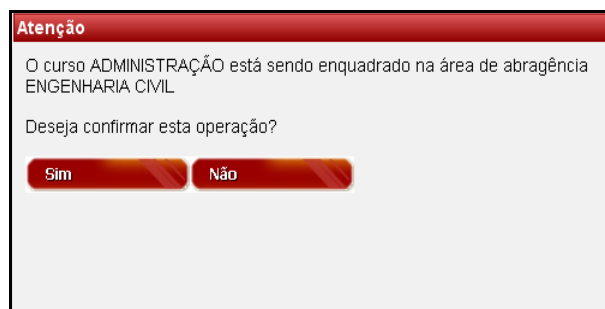 Atenção
O curso ADMINISTRAÇÃO está sendo enquadrado na área de abragência
ENGENHARIA CIVIL
Deseja confirmar esta operação?
Sim
Não